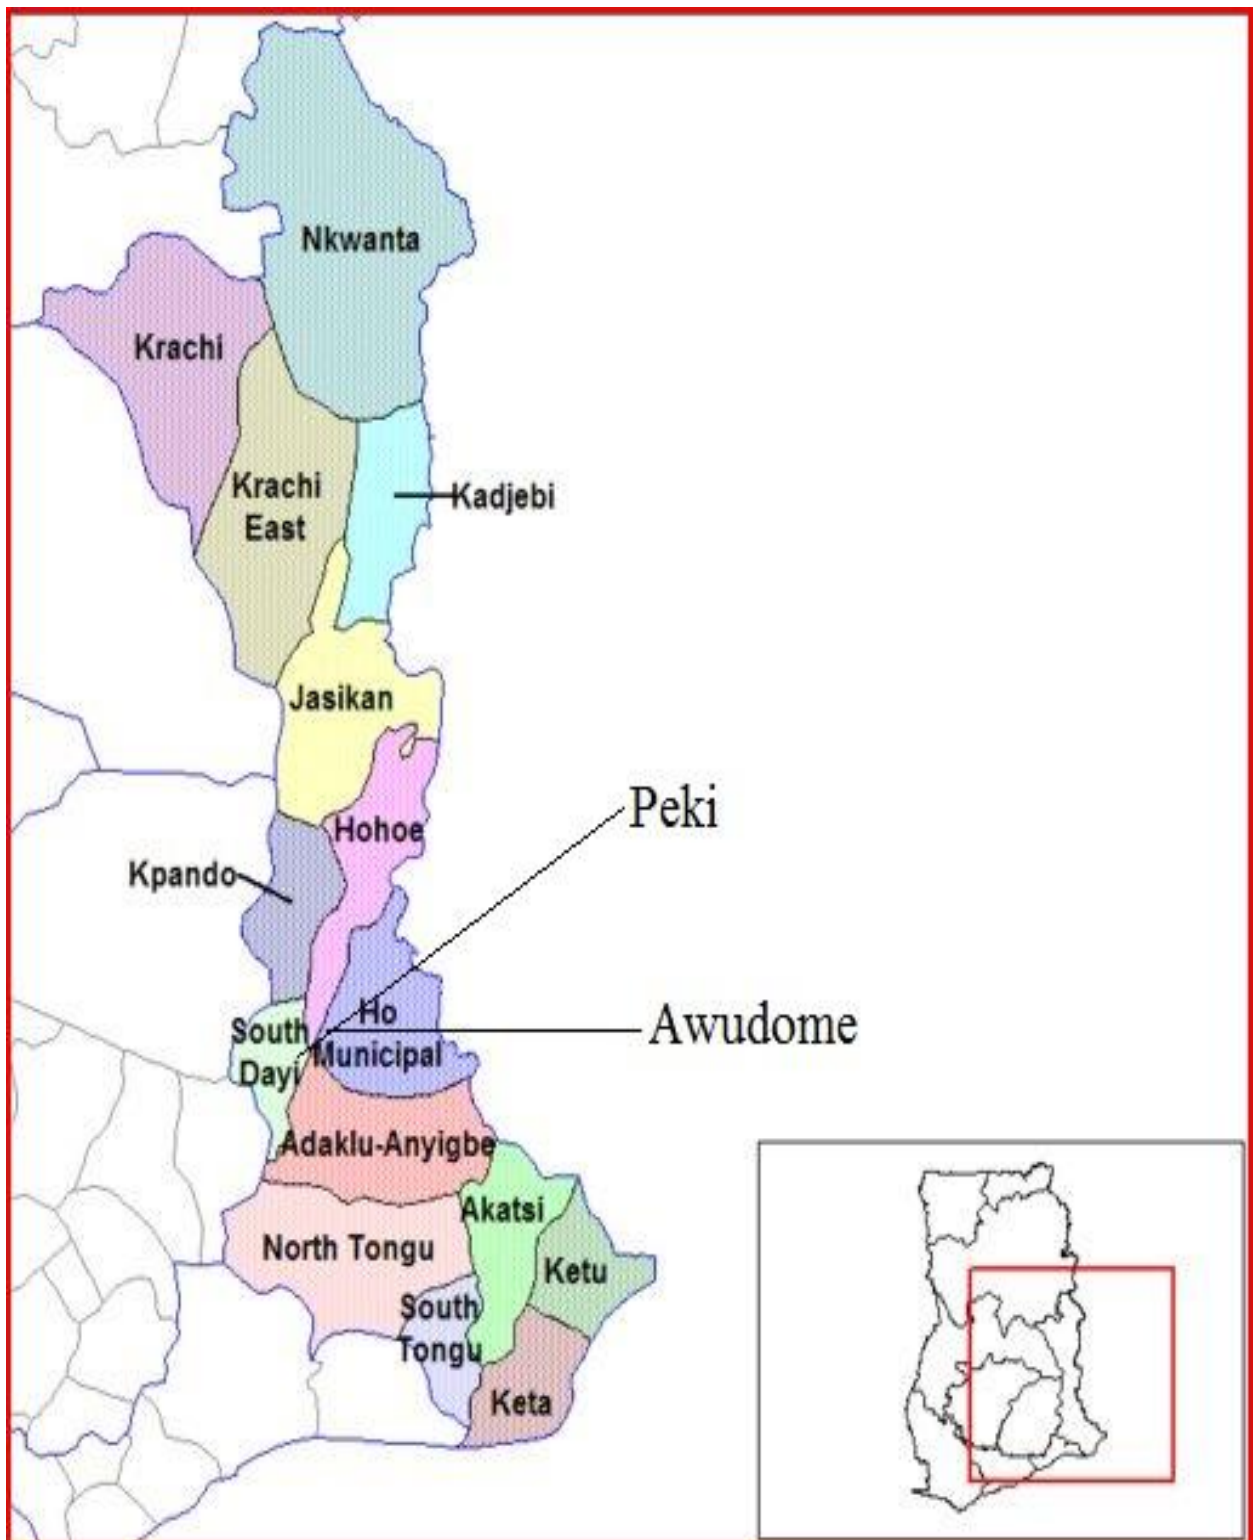 Nkwanta
Krachi
Krachi
East
Kadjebi
Jasikan
Peki
Hohoe
Kpando
Ho
Municipal
Awudome
South
Dayi
Adaklu-Anyigbe
Akatsi
North Tongu
Ketu
South
Tongu
Keta